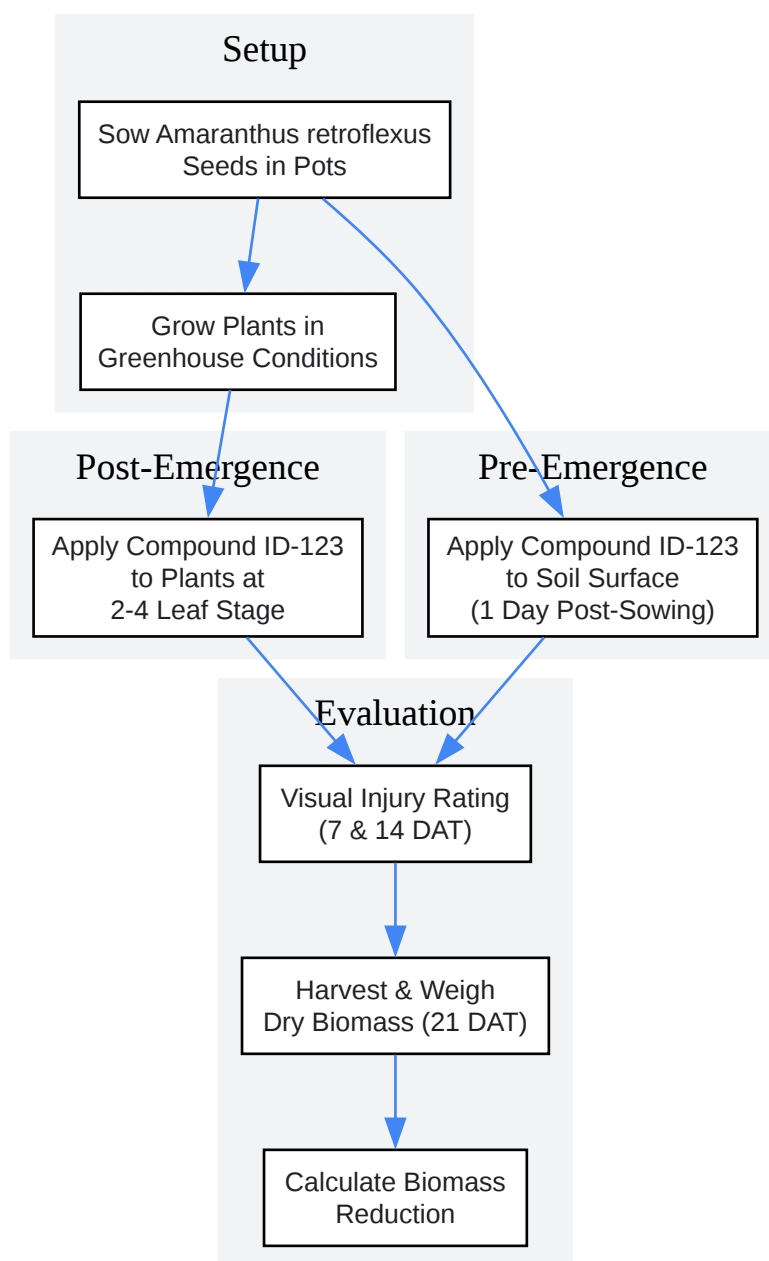 Setup
Sow Amaranthus retroflexus
Seeds in Pots
Grow Plants in
Greenhouse Conditions
Post-Emergence
Apply Compound ID-123
to Plants at
2-4 Leaf Stage
Pre-Emergence
Apply Compound ID-123
to Soil Surface
(1 Day Post-Sowing)
Evaluation
Visual Injury Rating
(7 & 14 DAT)
Harvest & Weigh
Dry Biomass (21 DAT)
Calculate Biomass
Reduction